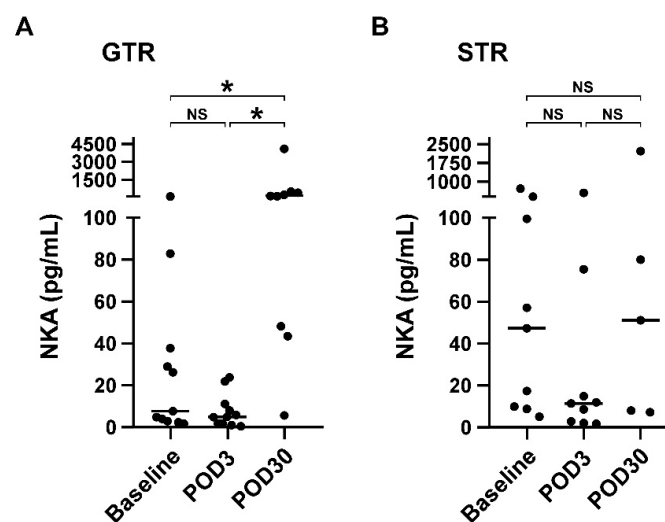 A
GTR
*
NS
*
4500
3000
1500
100
80
60
40
20
0
NKA (pg/mL)
Baseline
POD3
POD30
B
STR
NS
NS
NS
2500
1750
1000
100
80
60
40
20
0
NKA (pg/mL)
Baseline
POD3
POD30